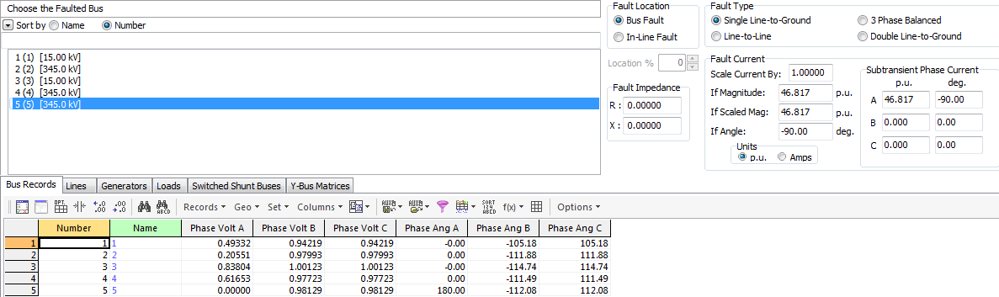 Choose the Faulted Bus
Sort by Name Number
1 (1) [15.00 kV]
2 (2) [345.0 kV]
3 (3) [15.00 kV]
4 (4) [345.0 kV]
5 (5) [345.0 kV]
Fault Location
Bus Fault
In-Line Fault
Location % 0
Fault Impedance
R : 0.00000
X : 0.00000
Fault Type
Single Line-to-Ground 3 Phase Balanced
Line-to-Line Double Line-to-Ground
Fault Current
Scale Current By: 1.00000
If Magnitude: 46.817 p.u.
If Scaled Mag: 46.817 p.u.
If Angle: -90.00 deg.
Units
p.u. Amps
Subtransient Phase Current
p.u. deg.
A 46.817 -90.00
B 0.000 0.00
C 0.000 0.00
Bus Records Lines Generators Loads Switched Shunt Buses Y-Bus Matrices
OPT. .00 .0 ABCD Records Geo Set Columns AUXB AUXB SORT 124 ABED f(x) Options
Number Name Phase Volt A Phase Volt B Phase Volt C Phase Ang A Phase Ang B Phase Ang C
1 1 1 0.49332 0.94219 0.94219 -0.00 -105.18 105.18
2 2 2 0.20551 0.97993 0.97993 0.00 -111.88 111.88
3 3 3 0.83804 1.00123 1.00123 -0.00 -114.74 114.74
4 4 4 0.61653 0.97723 0.97723 0.00 -111.49 111.49
5 5 5 0.00000 0.98129 0.98129 180.00 -112.08 112.08